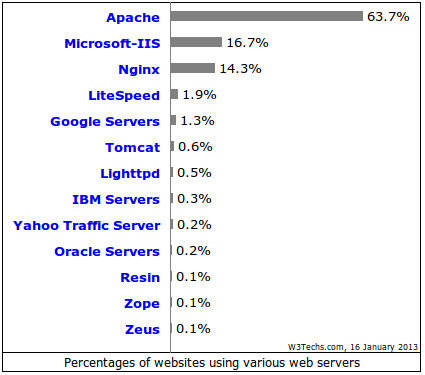 Apache 63.7%
Microsoft-IIS 16.7%
Nginx 14.3%
LiteSpeed 1.9%
Google Servers 1.3%
Tomcat 0.6%
Lighttpd 0.5%
IBM Servers 0.3%
Yahoo Traffic Server 0.2%
Oracle Servers 0.2%
Resin 0.1%
Zope 0.1%
Zeus 0.1%
W3Techs.com, 16 January 2013
Percentages of websites using various web servers